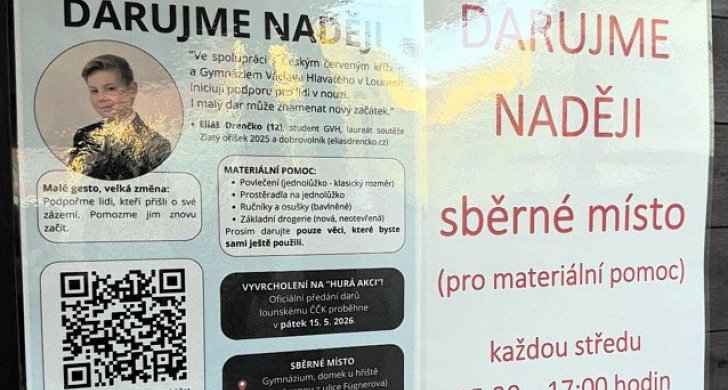 DARUJME NADĚJI
"Ve spolupráci s Českým červeným křížem
a Gymnáziem Václava Hlavatého v Lounech
iniciuji podporu pro lidi v nouzi.
I malý dar může znamenat nový začátek."
• Eliáš Drenčko (12), student GVH, laureát soutěže
Zlatý oříšek 2025 a dobrovolník (eliasdrencko.cz)
Malé gesto, velká změna:
Podpořme lidi, kteří přišli o své
zázemí. Pomozme jim znovu
začít.
MATERIÁLNÍ POMOC:
• Povlečení (jednolůžko - klasický rozměr)
• Prostěradla na jednolůžko
• Ručníky a osušky (bavlněné)
• Základní drogerie (nová, neotevřená)
Prosím darujte pouze věci, které byste
sami ještě použili.
VYVRCHOLENÍ NA "HURÁ AKCI"!
Oficiální předání darů
lounskému ČČK proběhne
v pátek 15. 5. 2026.
SBĚRNÉ MÍSTO
Gymnázium, domek u hřiště
z ulice Fugnerova)
DARUJME
NADĚJI
sběrné místo
(pro materiální pomoc)
každou středu
17:00 hodin